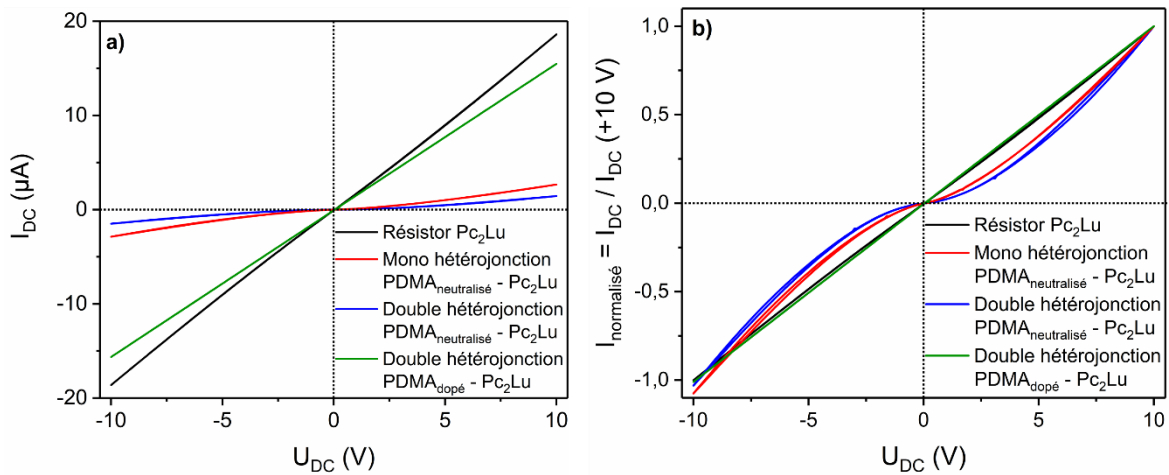 a)
20
10
0
-10
-20
I_DC (µA)
-10
-5
0
5
10
U_DC (V)
Résistor Pc₂Lu
Mono hétérojonction
PDMA_neutralisé - Pc₂Lu
Double hétérojonction
PDMA_neutralisé - Pc₂Lu
Double hétérojonction
PDMA_dopé - Pc₂Lu
b)
1,0
0,5
0,0
-0,5
-1,0
I_normalisé = I_DC / I_DC (+10 V)
-10
-5
0
5
10
U_DC (V)
Résistor Pc₂Lu
Mono hétérojonction
PDMA_neutralisé - Pc₂Lu
Double hétérojonction
PDMA_neutralisé - Pc₂Lu
Double hétérojonction
PDMA_dopé - Pc₂Lu